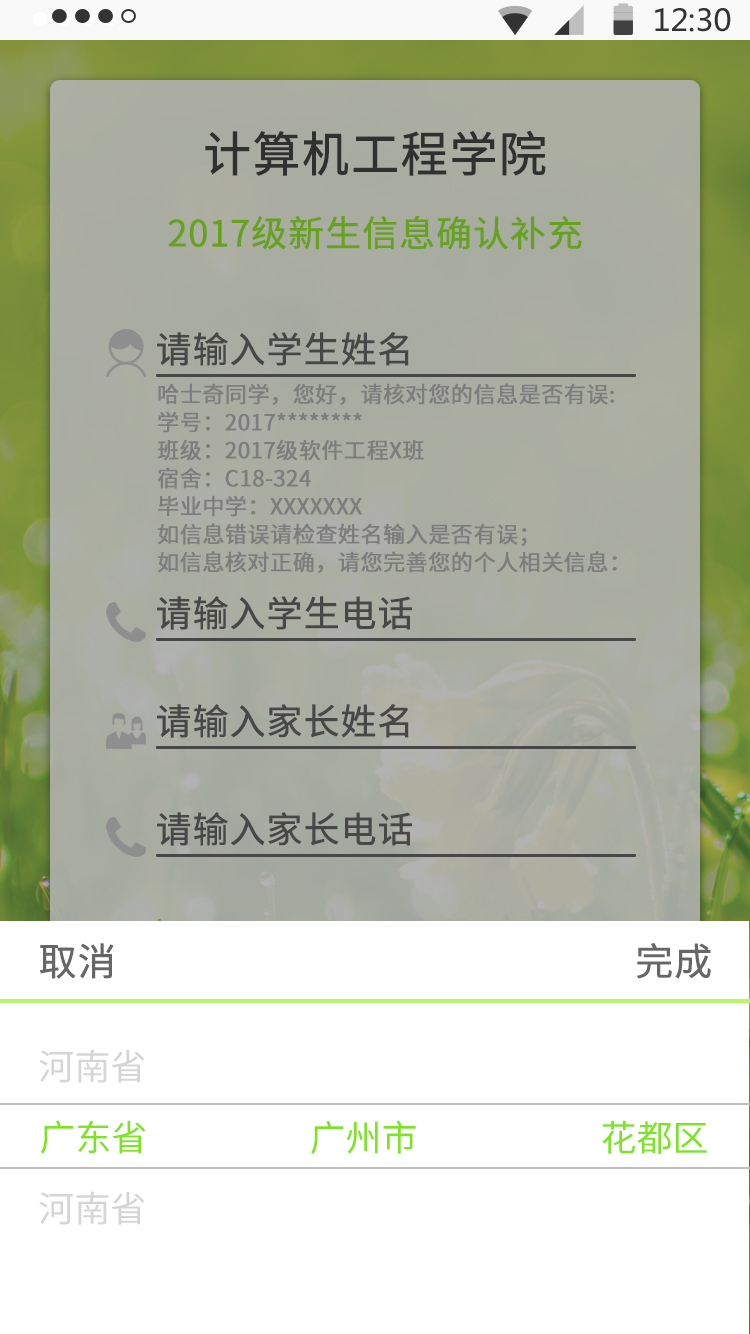 12:30
计算机工程学院
2017级新生信息确认补充
请输入学生姓名
哈士奇同学，您好，请核对您的信息是否有误:
学号：2017********
班级：2017级软件工程X班
宿舍：C18-324
毕业中学：XXXXXXX
如信息错误请检查姓名输入是否有误；
如信息核对正确，请您完善您的个人相关信息：
请输入学生电话
请输入家长姓名
请输入家长电话
取消 完成
河南省
广东省 广州市 花都区
河南省